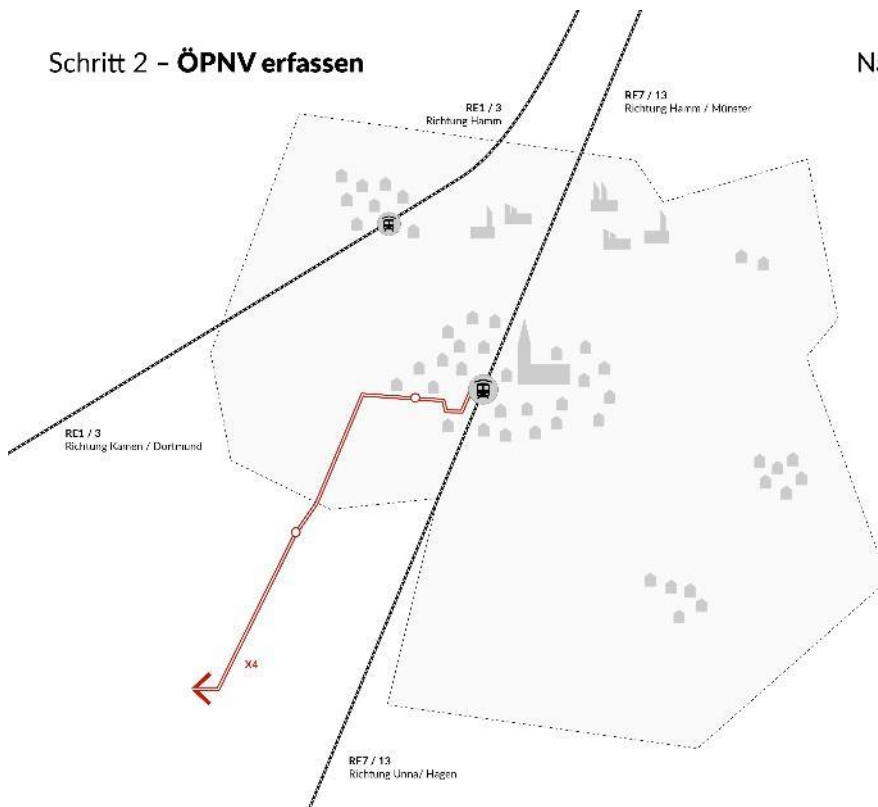 Schritt 2 – ÖPNV erfassen
Nä
RE1 / 3
Richtung Hamm
RE7 / 13
Richtung Hamm / Münster
RE1 / 3
Richtung Kamen / Dortmund
X4
RE7 / 13
Richtung Unna/ Hagen